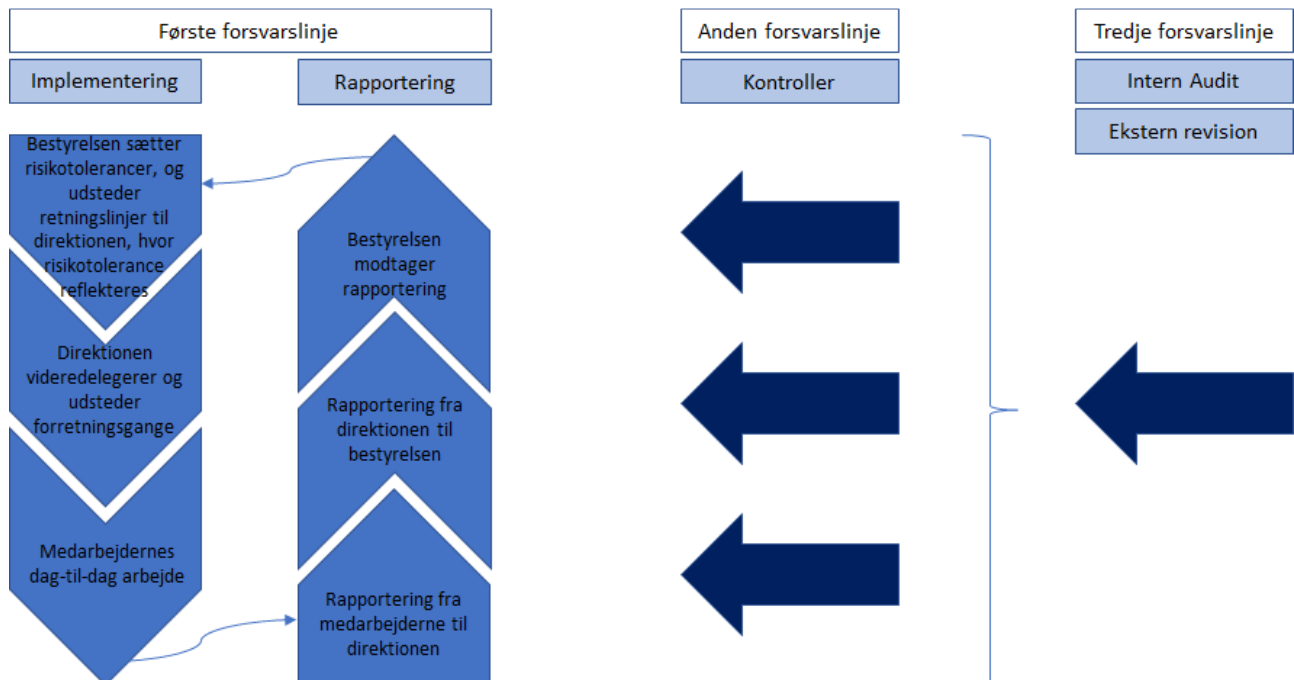 Første forsvarslinje
Anden forsvarslinje
Tredje forsvarslinje
Implementering
Rapportering
Kontroller
Intern Audit
Ekstern revision
Bestyrelsen sætter
risikotolerancer, og
udsteder
retningslinjer til
direktionen, hvor
risikotolerance
reflekteres
Direktionen
videredelegerer og
udsteder
forretningsgange
Medarbejdernes
dag-til-dag arbejde
Bestyrelsen
modtager
rapportering
Rapportering fra
direktionen til
bestyrelsen
Rapportering fra
medarbejderne til
direktionen